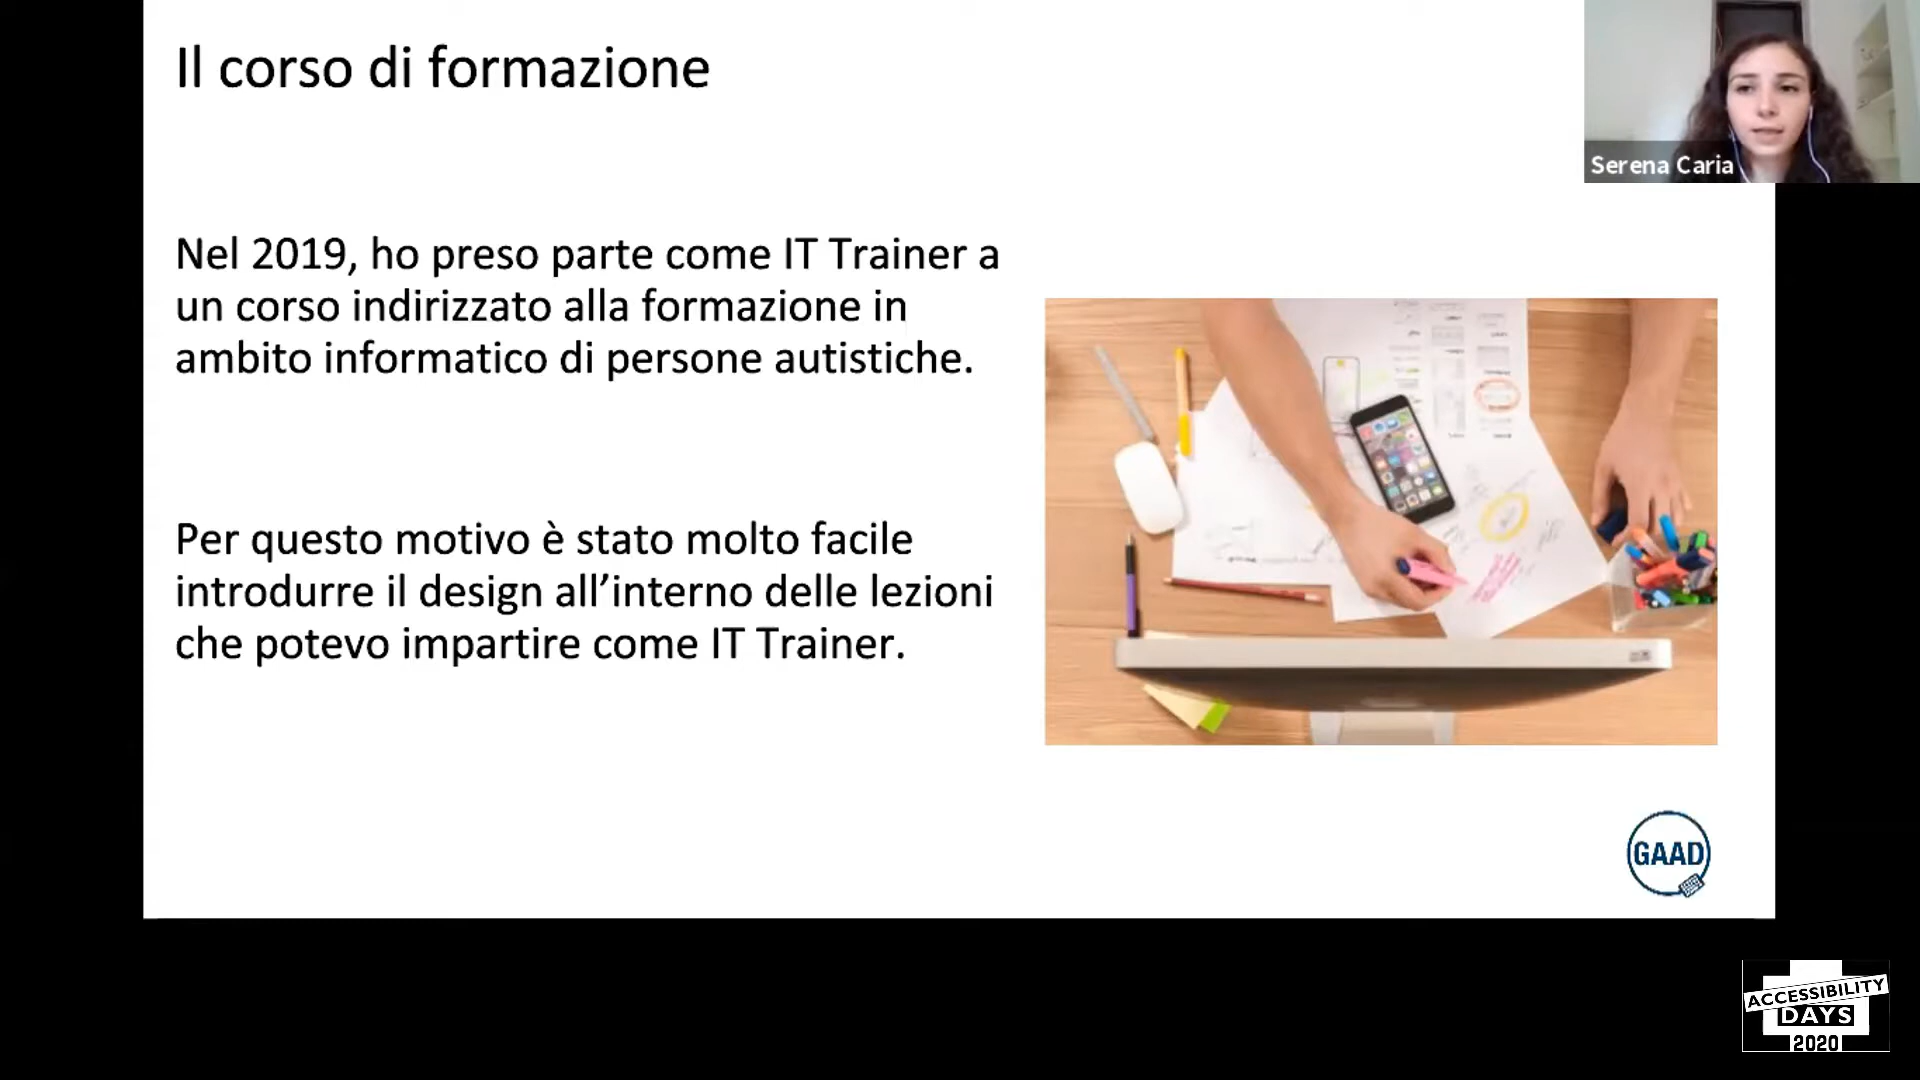 Il corso di formazione
Serena Caria
Nel 2019, ho preso parte come IT Trainer a
un corso indirizzato alla formazione in
ambito informatico di persone autistiche.
Per questo motivo è stato molto facile
introdurre il design all’interno delle lezioni
che potevo impartire come IT Trainer.
GAAD
ACCESSIBILITY
DAYS
2020